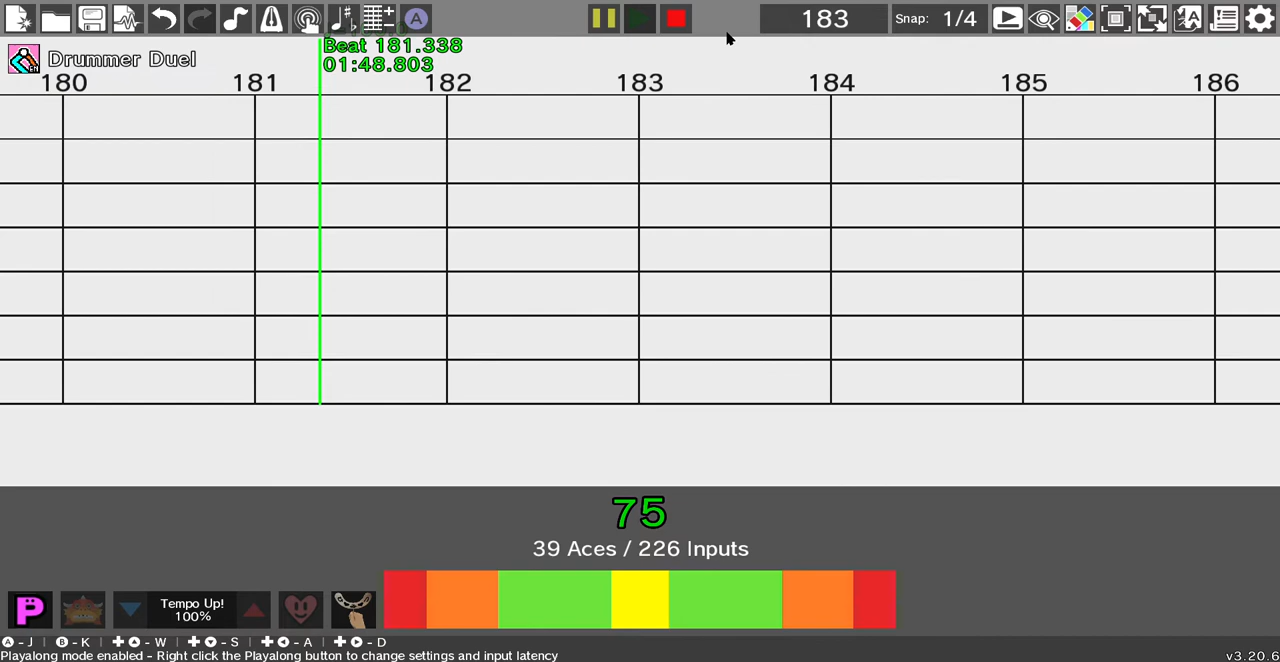 183
Snap: 1/4
Drummer Duel
Beat 181.338
01:48.803
180 181 182 183 184 185 186
75
39 Aces / 226 Inputs
P
Tempo Up!
100%
A - J | B - K | - W | - S | - A | - D
Playalong mode enabled - Right click the Playalong button to change settings and input latency
v3.20.6